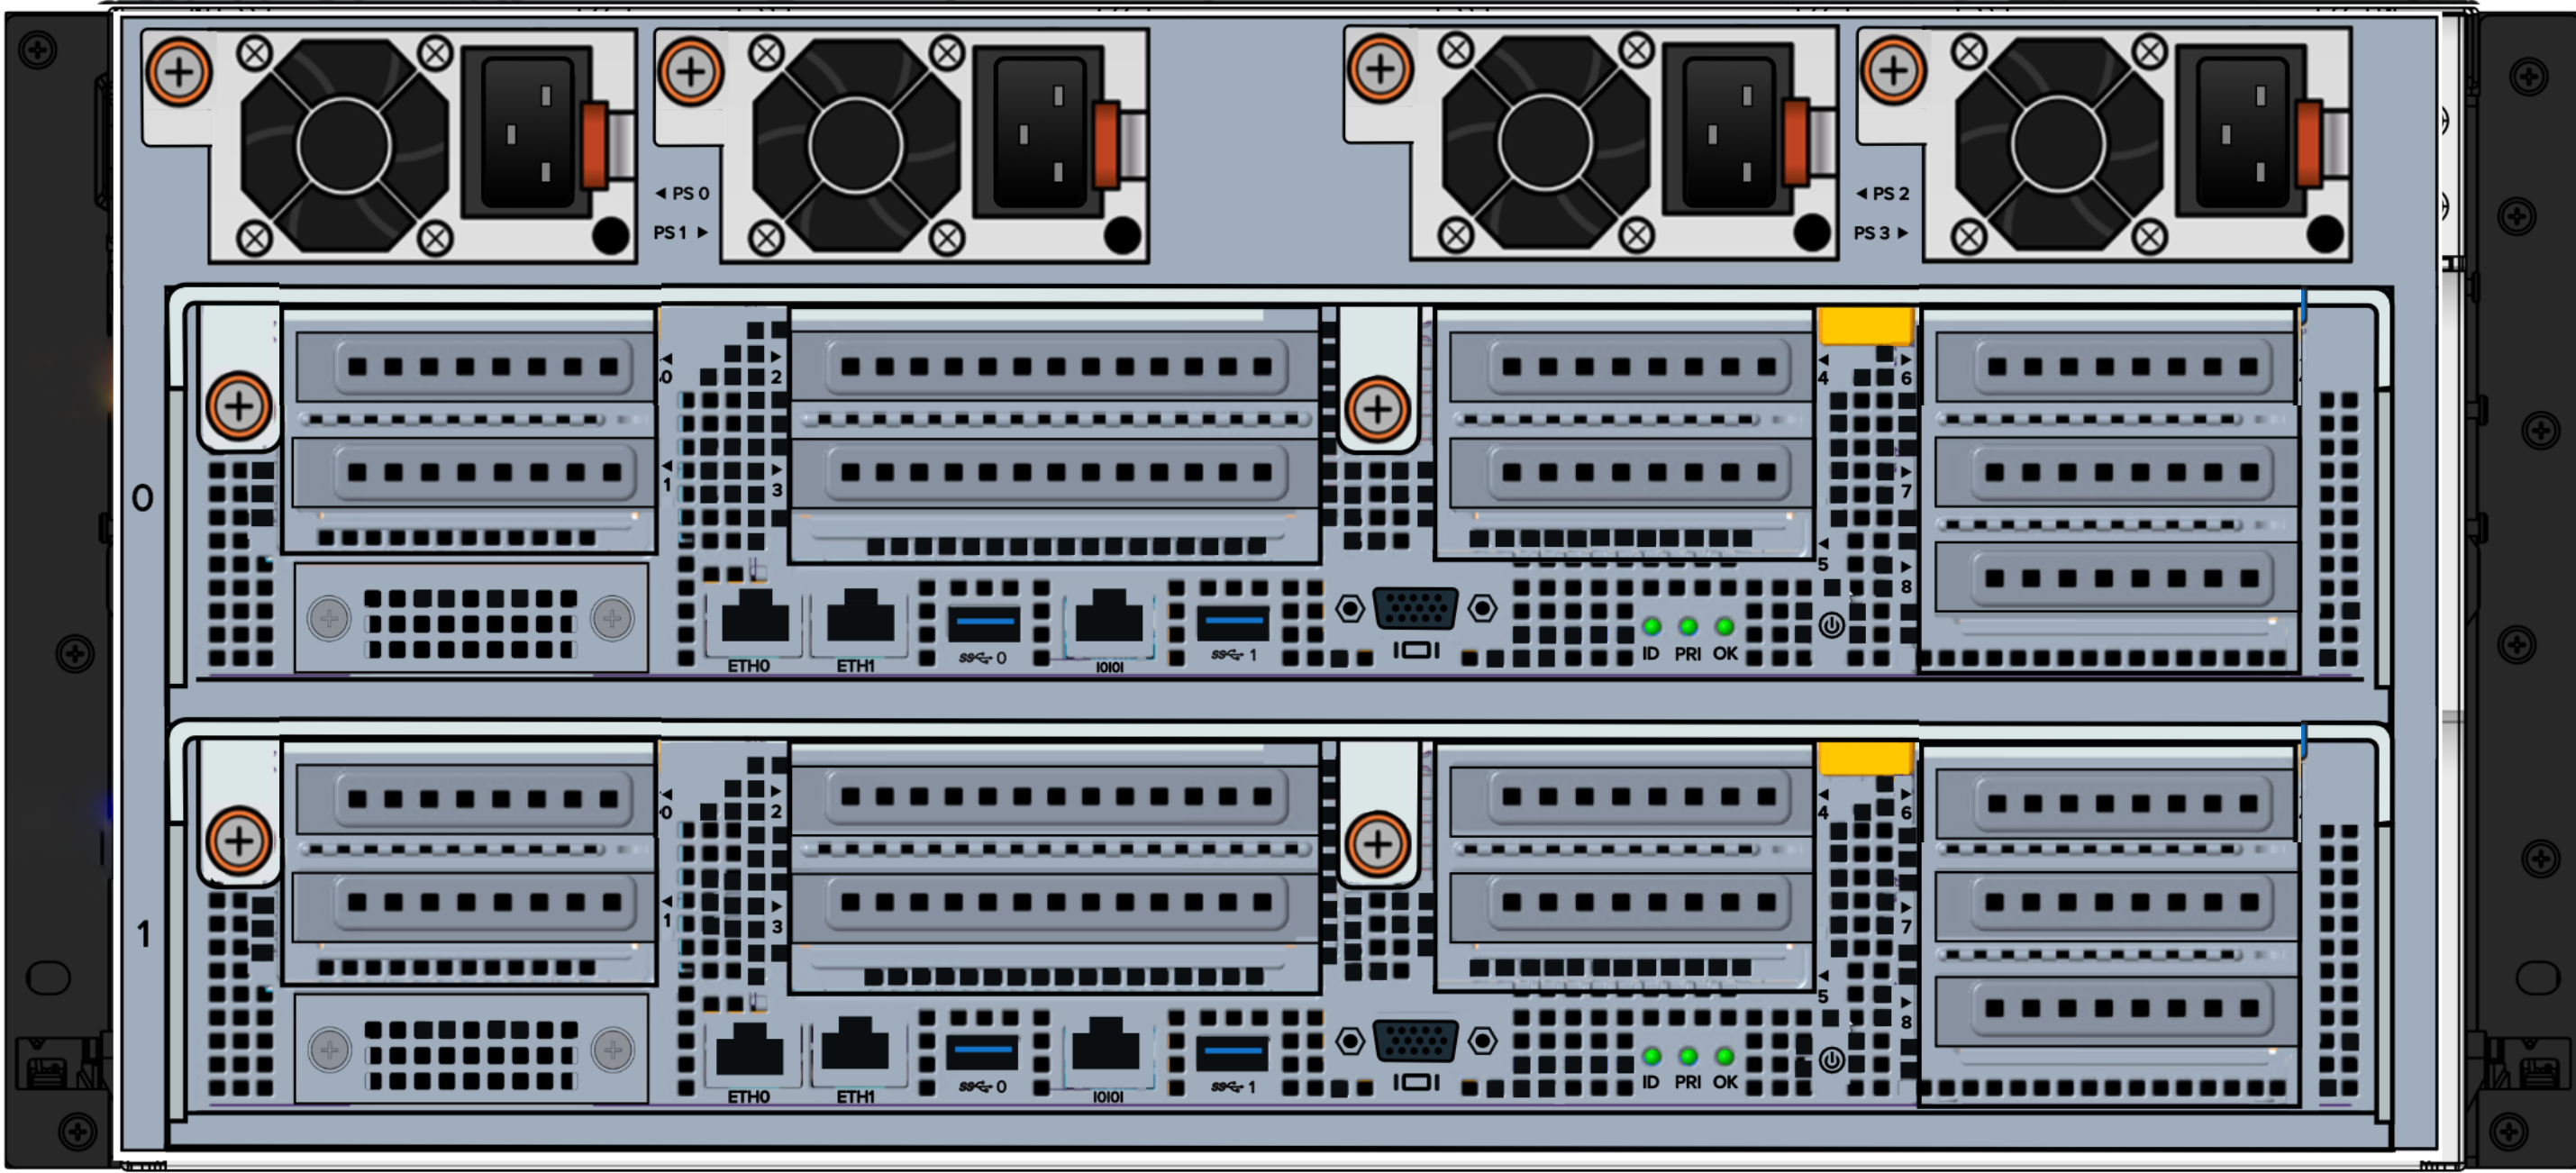 ◄ PS 0
PS 1 ►
◄ PS 2
PS 3 ►
0
◄ 0
► 2
◄ 4
► 6
◄ 1
► 3
► 7
◄ 5
► 8
ETH0
ETH1
0
IOIOI
1
ID PRI OK
1
◄ 0
► 2
◄ 4
► 6
◄ 1
► 3
► 7
◄ 5
► 8
ETH0
ETH1
0
IOIOI
1
ID PRI OK